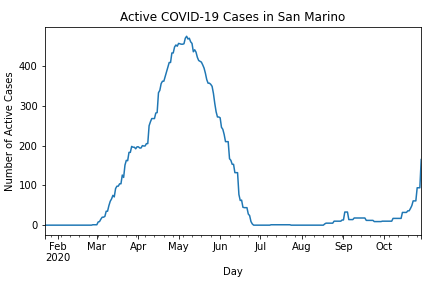 Active COVID-19 Cases in San Marino
Number of Active Cases
400
300
200
100
0
Feb Mar Apr May Jun Jul Aug Sep Oct
2020
Day